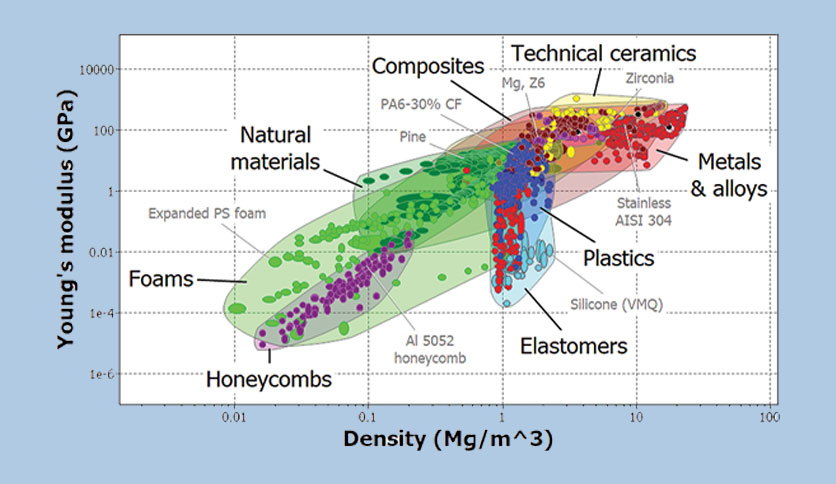 Technical ceramics
Composites
Mg, Z6
Zirconia
PA6-30% CF
Pine
Natural
materials
Metals
& alloys
Stainless
AISI 304
Expanded PS foam
Plastics
Foams
Silicone (VMQ)
Al 5052
honeycomb
Elastomers
Honeycombs
Young's modulus (GPa)
10000
100
1
0.01
1e-4
1e-6
0.01
0.1
1
10
100
Density (Mg/m^3)